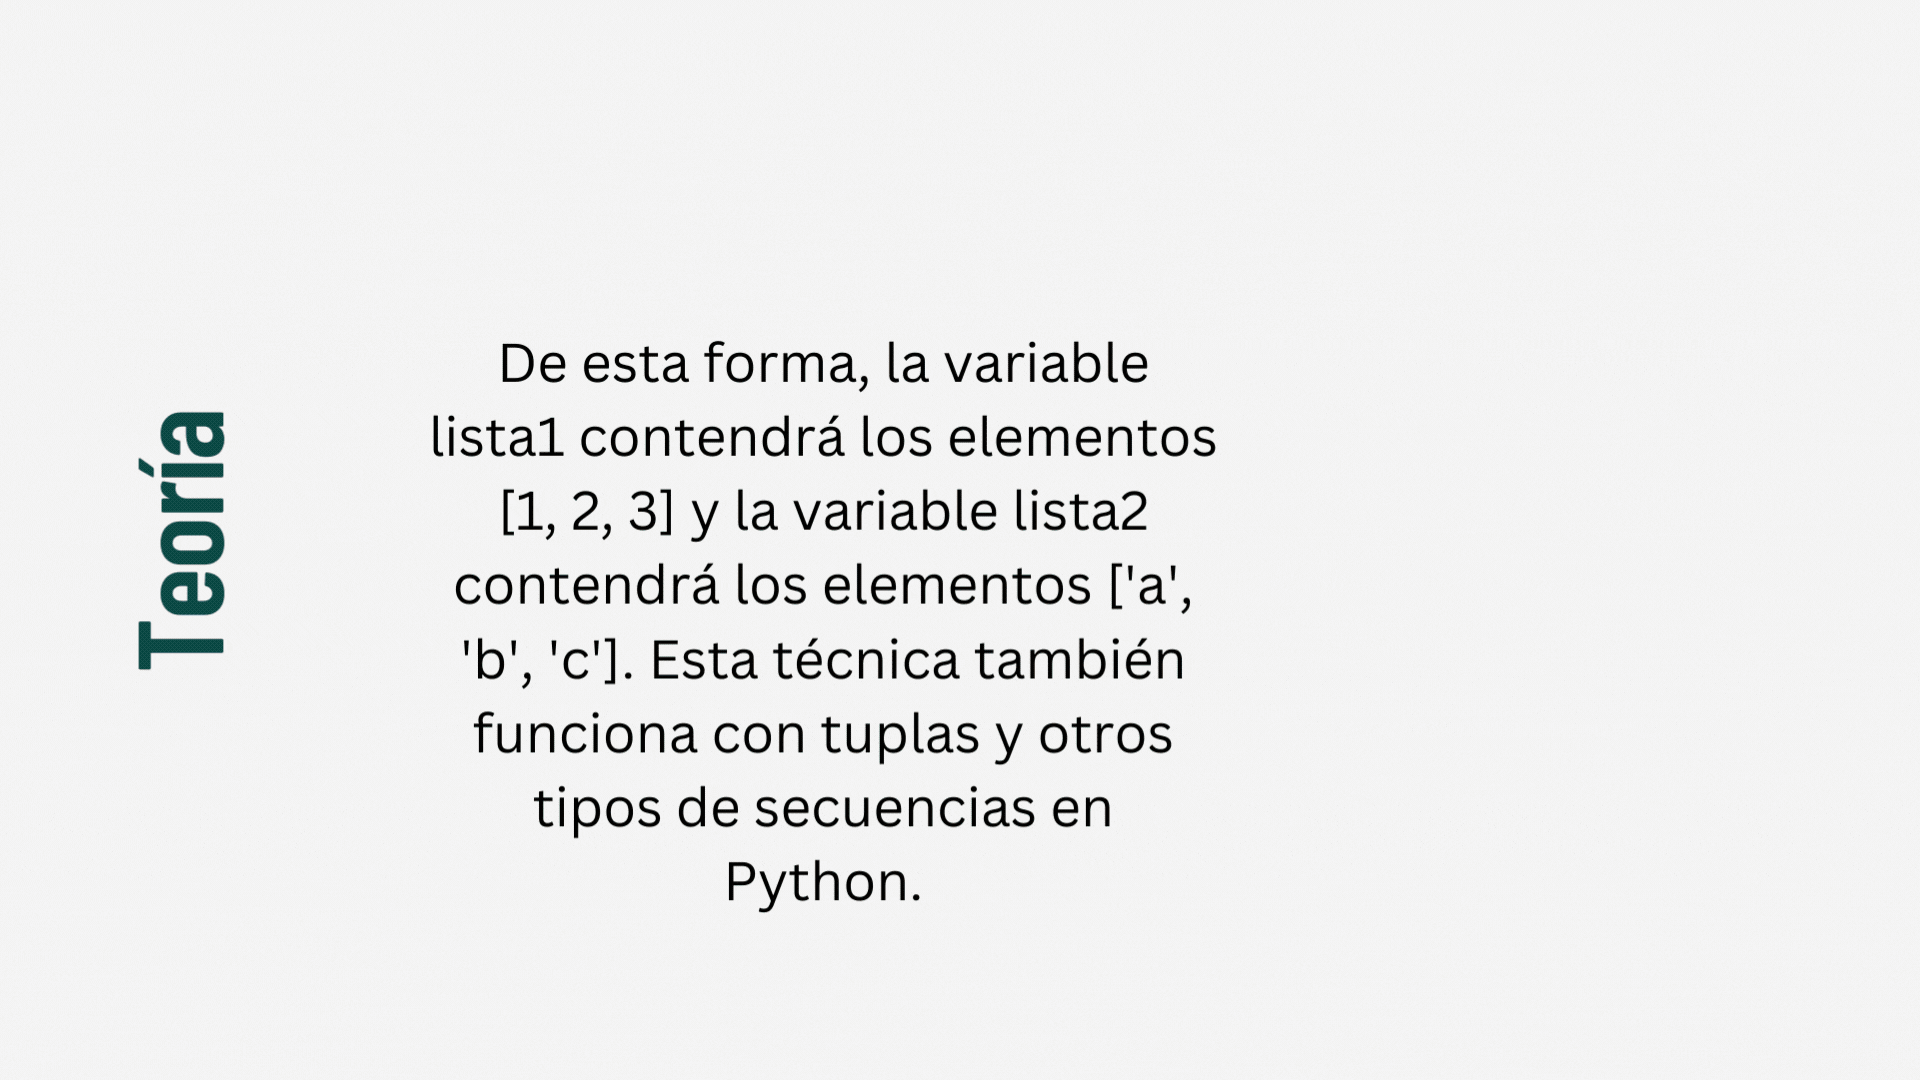 Teoría
De esta forma, la variable
lista1 contendrá los elementos
[1, 2, 3] y la variable lista2
contendrá los elementos ['a',
'b', 'c']. Esta técnica también
funciona con tuplas y otros
tipos de secuencias en
Python.